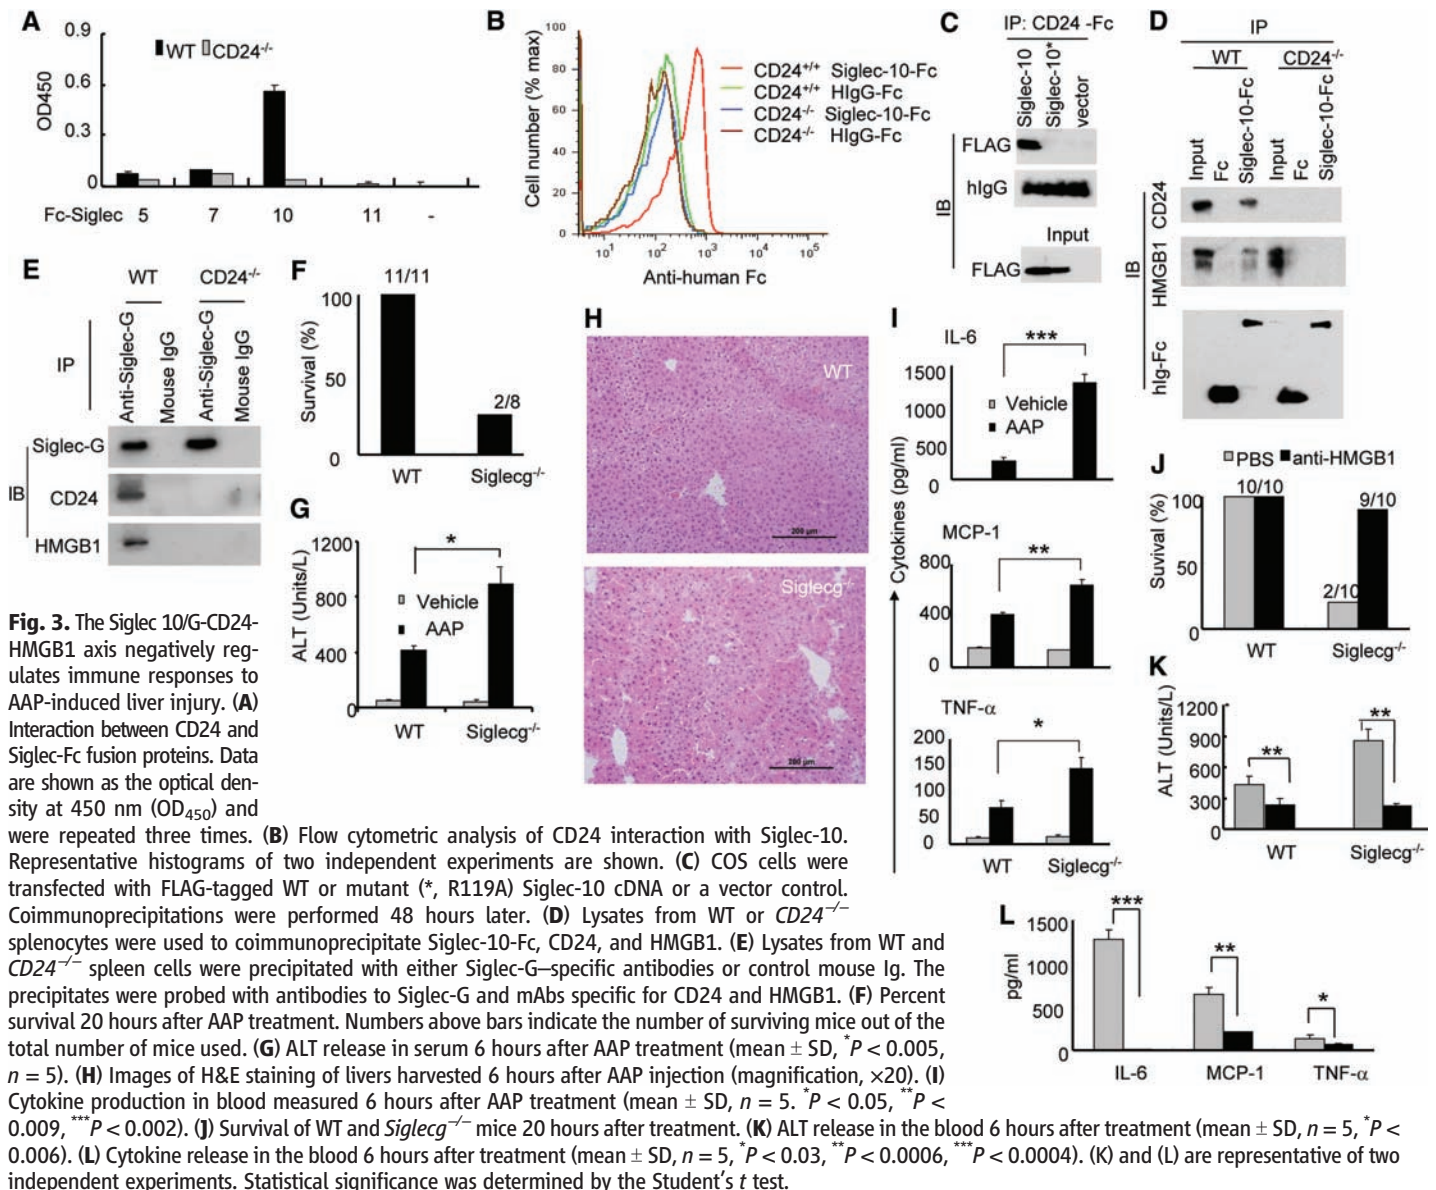 A
0.9
0.6
0.3
0
OD450
WT CD24-/-
Fc-Siglec 5 7 10 11 -
B
Cell number (% max)
100
80
60
40
20
0
10¹ 10² 10³ 10⁴ 10⁵
Anti-human Fc
CD24+/+ Siglec-10-Fc
CD24+/+ HIgG-Fc
CD24-/- Siglec-10-Fc
CD24-/- HIgG-Fc
C
IP: CD24 -Fc
Siglec-10
Siglec-10*
vector
IB
FLAG
hIgG
Input
FLAG
D
IP
WT CD24-/-
Input
Fc
Siglec-10-Fc
Input
Fc
Siglec-10-Fc
IB
CD24
HMGB1
hIg-Fc
E
WT CD24-/-
IP
Anti-Siglec-G
Mouse IgG
Anti-Siglec-G
Mouse IgG
IB
Siglec-G
CD24
HMGB1
F
11/11
100
50
0
Survival (%)
2/8
WT Siglecg-/-
G
1200
800
400
0
ALT (Units/L)
*
Vehicle
AAP
WT Siglecg-/-
H
WT
200 µm
Siglecg-/-
200 µm
I
Cytokines (pg/ml)
IL-6
***
1500
1000
500
0
Vehicle
AAP
MCP-1
**
800
400
0
TNF-α
*
200
150
100
50
0
WT Siglecg-/-
J
PBS anti-HMGB1
Suvival (%)
100
50
0
10/10
9/10
2/10
WT Siglecg-/-
K
ALT (Units/L)
1200
900
600
300
0
**
**
WT Siglecg-/-
L
pg/ml
1500
1000
500
0
***
**
*
IL-6 MCP-1 TNF-α
Fig. 3. The Siglec 10/G-CD24-
HMGB1 axis negatively reg-
ulates immune responses to
AAP-induced liver injury. (A)
Interaction between CD24 and
Siglec-Fc fusion proteins. Data
are shown as the optical den-
sity at 450 nm (OD450) and
were repeated three times. (B) Flow cytometric analysis of CD24 interaction with Siglec-10.
Representative histograms of two independent experiments are shown. (C) COS cells were
transfected with FLAG-tagged WT or mutant (*, R119A) Siglec-10 cDNA or a vector control.
Coimmunoprecipitations were performed 48 hours later. (D) Lysates from WT or CD24−/−
splenocytes were used to coimmunoprecipitate Siglec-10-Fc, CD24, and HMGB1. (E) Lysates from WT and
CD24−/− spleen cells were precipitated with either Siglec-G–specific antibodies or control mouse Ig. The
precipitates were probed with antibodies to Siglec-G and mAbs specific for CD24 and HMGB1. (F) Percent
survival 20 hours after AAP treatment. Numbers above bars indicate the number of surviving mice out of the
total number of mice used. (G) ALT release in serum 6 hours after AAP treatment (mean ± SD, *P < 0.005,
n = 5). (H) Images of H&E staining of livers harvested 6 hours after AAP injection (magnification, ×20). (I)
Cytokine production in blood measured 6 hours after AAP treatment (mean ± SD, n = 5. *P < 0.05, **P <
0.009, ***P < 0.002). (J) Survival of WT and Siglecg−/− mice 20 hours after treatment. (K) ALT release in the blood 6 hours after treatment (mean ± SD, n = 5, *P <
0.006). (L) Cytokine release in the blood 6 hours after treatment (mean ± SD, n = 5, *P < 0.03, **P < 0.0006, ***P < 0.0004). (K) and (L) are representative of two
independent experiments. Statistical significance was determined by the Student's t test.